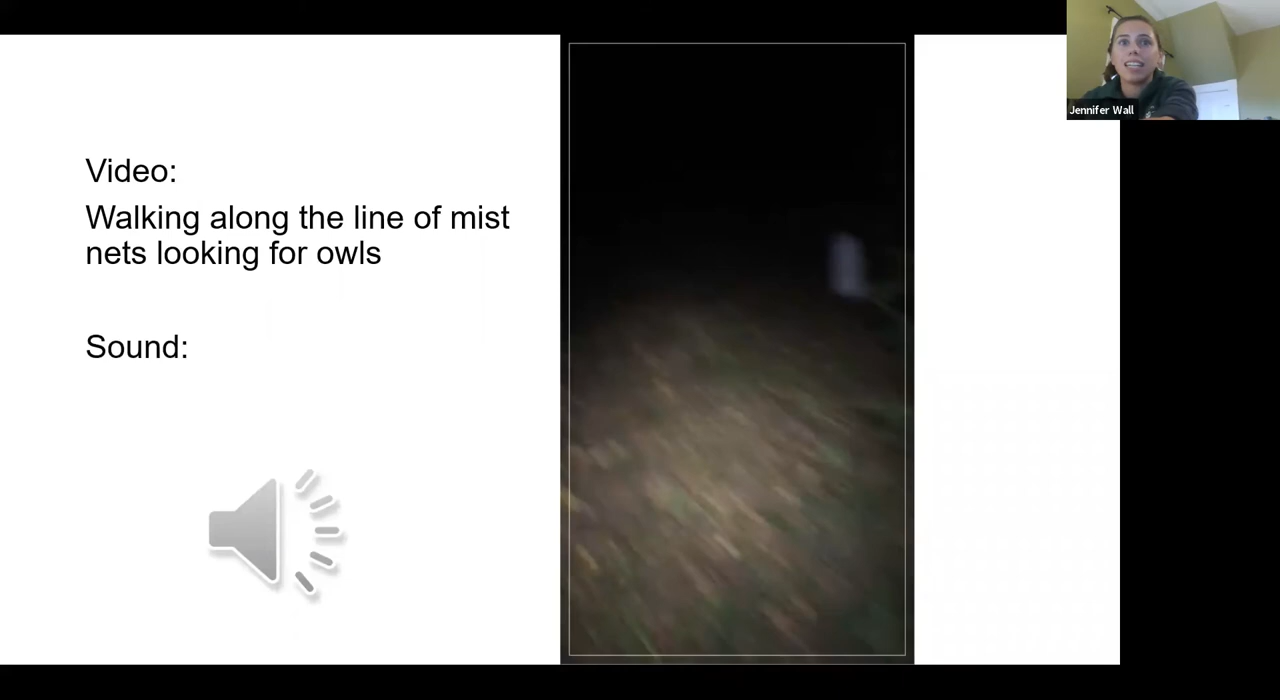 Video:
Walking along the line of mist
nets looking for owls
Sound:
Jennifer Wall